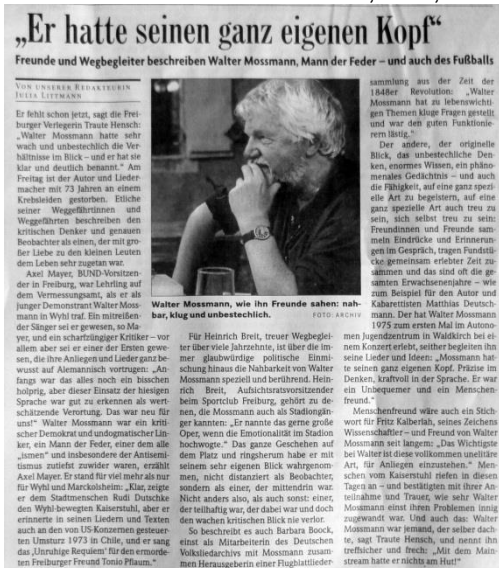 „Er hatte seinen ganz eigenen Kopf“
Freunde und Wegbegleiter beschreiben Walter Mossmann, Mann der Feder – und auch des Fußballs
VON UNSERER REDAKTEURIN
JULIA LITTMANN
Er fehlt schon jetzt, sagt die Frei-
burger Verlegerin Traute Hensch:
„Walter Mossmann hatte sehr
wach und unbestechlich die Ver-
hältnisse im Blick – und er hat sie
klar und deutlich benannt.“ Am
Freitag ist der Autor und Lieder-
macher mit 73 Jahren an einem
Krebsleiden gestorben. Etliche
seiner Weggefährtinnen und
Weggefährten beschreiben den
kritischen Denker und genauen
Beobachter als einen, der mit gro-
ßer Liebe zu den kleinen Leuten
dem Leben sehr zugetan war.
Axel Mayer, BUND-Vorsitzen-
der in Freiburg, war Lehrling auf
dem Vermessungsamt, als er als
junger Demonstrant Walter Moss-
mann in Wyhl traf. Ein mitreißen-
der Sänger sei er gewesen, so Ma-
yer, und ein scharfzüngiger Kritiker – vor
allem aber sei er einer der Ersten gewe-
sen, die ihre Anliegen und Lieder ganz be-
wusst auf Alemannisch vortrugen: „An-
fangs war das alles noch ein bisschen
holprig, aber dieser Einsatz der hiesigen
Sprache war gut zu erkennen als wert-
schätzende Verortung. Das war neu für
uns!“ Walter Mossmann war ein kriti-
scher Demokrat und undogmatischer Lin-
ker, ein Mann der Feder, einer dem alle
„ismen“ und insbesondere der Antisemi-
tismus zutiefst zuwider waren, erzählt
Axel Mayer. Er stand für viel mehr als nur
für Wyhl und Marckolsheim: „Klar, zeigte
er dem Stadtmenschen Rudi Dutschke
den Wyhl-bewegten Kaiserstuhl, aber er
erinnerte in seinen Liedern und Texten
auch an den von US-Konzernen gesteuer-
ten Umsturz 1973 in Chile, und er sang
das ‚Unruhige Requiem‘ für den ermorde-
ten Freiburger Freund Tonio Pflaum.“
Walter Mossmann, wie ihn Freunde sahen: nah-
bar, klug und unbestechlich.
FOTO: ARCHIV
Für Heinrich Breit, treuer Wegbeglei-
ter über viele Jahrzehnte, ist über die im-
mer glaubwürdige politische Einmi-
schung hinaus die Nahbarkeit von Walter
Mossmann speziell und berührend. Hein-
rich Breit, Aufsichtsratsvorsitzender
beim Sportclub Freiburg, gehört zu de-
nen, die Mossmann auch als Stadiongän-
ger kannten: „Er nannte das gerne große
Oper, wenn die Emotionalität im Stadion
hochwogte.“ Das ganze Geschehen auf
dem Platz und ringsherum habe er mit
seinem sehr eigenen Blick wahrgenom-
men, nicht distanziert als Beobachter,
sondern als einer, der mittendrin war.
Nicht anders also, als auch sonst: einer,
der teilhaftig war, der dabei war und doch
den wachen kritischen Blick nie verlor.
So beschreibt es auch Barbara Boock,
einst als Mitarbeiterin des Deutschen
Volksliedarchivs mit Mossmann zusam-
men Herausgeberin einer Flugblattlieder-
sammlung aus der Zeit der
1848er Revolution: „Walter
Mossmann hat zu lebenswichti-
gen Themen kluge Fragen gestellt
und war den guten Funktionie-
rern lästig.“
Der andere, der originelle
Blick, das unbestechliche Den-
ken, enormes Wissen, ein phäno-
menales Gedächtnis – und auch
die Fähigkeit, auf eine ganz spezi-
elle Art zu begeistern, auf eine
ganz spezielle Art auch treu zu
sein, sich selbst treu zu sein:
Freundinnen und Freunde sam-
meln Eindrücke und Erinnerun-
gen im Gespräch, tragen Fundstü-
cke gemeinsam erlebter Zeit zu-
sammen und das sind oft die ge-
samten Erwachsenenjahre – wie
zum Beispiel für den Autor und
Kabarettisten Matthias Deutsch-
mann. Der hat Walter Mossmann
1975 zum ersten Mal im Autono-
men Jugendzentrum in Waldkirch bei ei-
nem Konzert erlebt, seither begleiten ihn
seine Lieder und Ideen: „Mossmann hat-
te seinen ganz eigenen Kopf. Präzise im
Denken, kraftvoll in der Sprache. Er war
ein Unbequemer und ein Menschen-
freund.“
Menschenfreund wäre auch ein Stich-
wort für Fritz Kalberlah, seines Zeichens
Wissenschaftler – und Freund von Walter
Mossmann seit langem: „Das Wichtigste
bei Walter ist diese vollkommen unelitäre
Art, für Anliegen einzustehen.“ Men-
schen vom Kaiserstuhl riefen in diesen
Tagen an – und bestätigten mit ihrer An-
teilnahme und Trauer, wie sehr Walter
Mossmann einst ihren Problemen innig
zugewandt war. Und auch das: Walter
Mossmann war jemand, der selber dach-
te, sagt Traute Hensch, und nennt ihn
treffsicher und frech: „Mit dem Main-
stream hatte er nichts am Hut!“